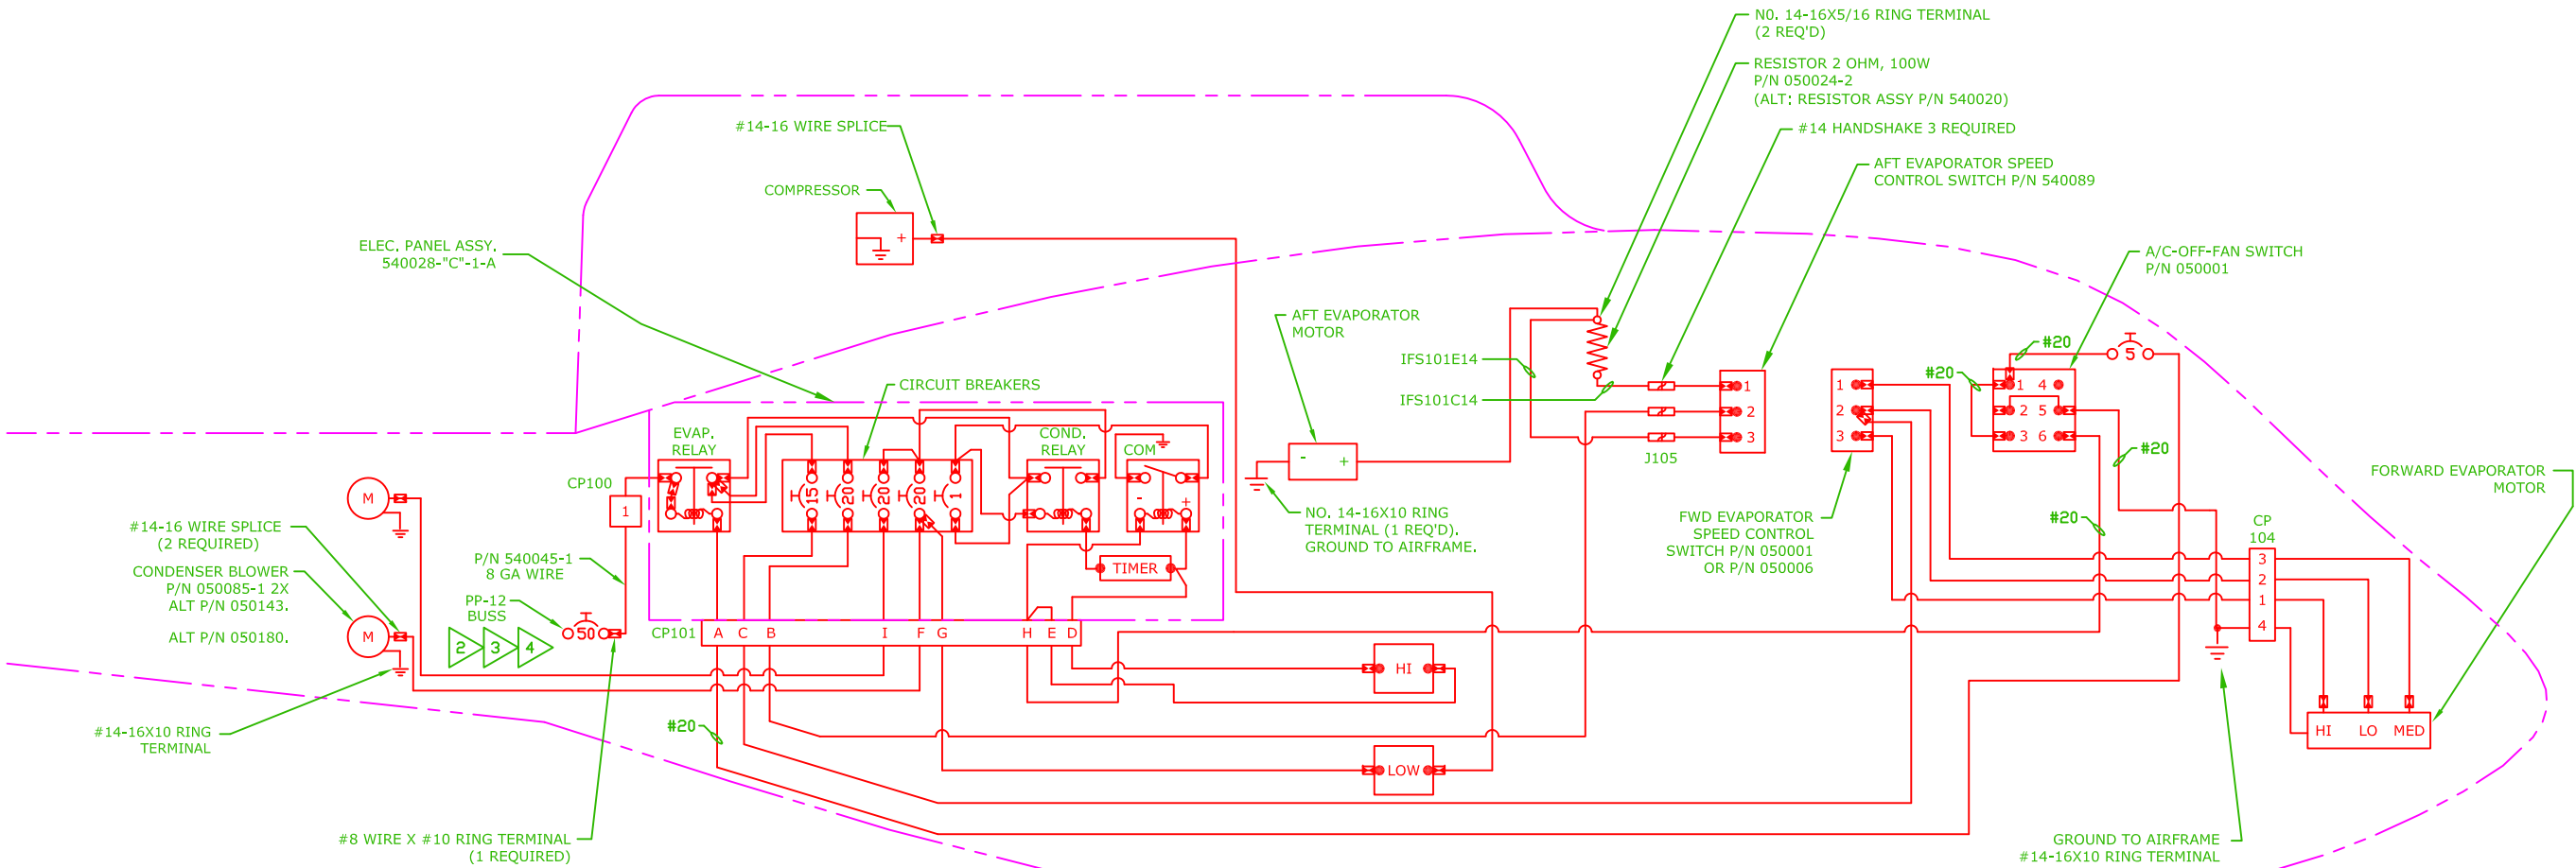 NO. 14-16X5/16 RING TERMINAL
(2 REQ'D)
RESISTOR 2 OHM, 100W
P/N 050024-2
(ALT: RESISTOR ASSY P/N 540020)
#14-16 WIRE SPLICE
#14 HANDSHAKE 3 REQUIRED
AFT EVAPORATOR SPEED
CONTROL SWITCH P/N 540089
COMPRESSOR
+
ELEC. PANEL ASSY.
540028-"C"-1-A
A/C-OFF-FAN SWITCH
P/N 050001
AFT EVAPORATOR
MOTOR
IFS101E14
IFS101C14
#20
5
#20
CIRCUIT BREAKERS
1
2
3
J105
1
2
3
1 4
2 5
3 6
#20
EVAP.
RELAY
COND.
RELAY
COM
- +
15
20
20
20
1
- +
CP100
1
M
FORWARD EVAPORATOR
MOTOR
#14-16 WIRE SPLICE
(2 REQUIRED)
NO. 14-16X10 RING
TERMINAL (1 REQ'D).
GROUND TO AIRFRAME.
FWD EVAPORATOR
SPEED CONTROL
SWITCH P/N 050001
OR P/N 050006
#20
CP
104
3
2
1
4
P/N 540045-1
8 GA WIRE
TIMER
CONDENSER BLOWER
P/N 050085-1 2X
ALT P/N 050143.
ALT P/N 050180.
PP-12
BUSS
M
2 3 4
50
CP101
A C B I F G H E D
HI
#14-16X10 RING
TERMINAL
#20
HI LO MED
LOW
#8 WIRE X #10 RING TERMINAL
(1 REQUIRED)
GROUND TO AIRFRAME
#14-16X10 RING TERMINAL